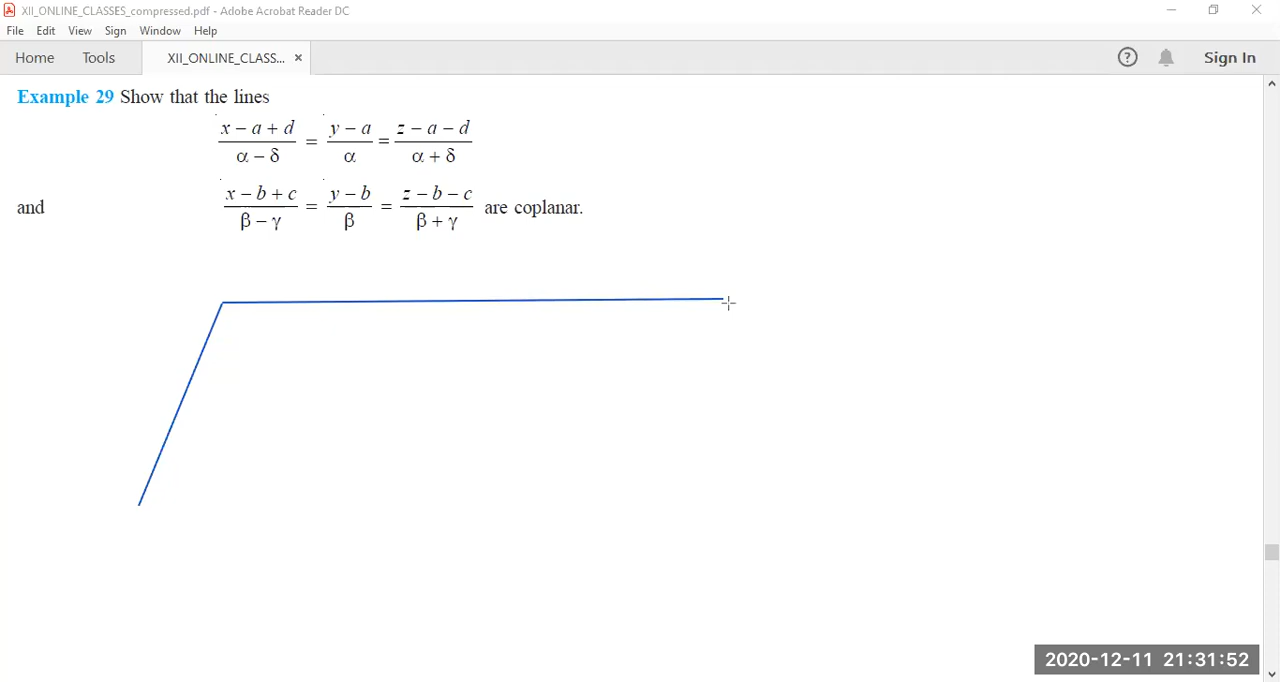 XII_ONLINE_CLASSES_compressed.pdf - Adobe Acrobat Reader DC
File Edit View Sign Window Help
Home Tools XII_ONLINE_CLASS... × ? Sign In
Example 29 Show that the lines
(x − a + d)/(α − δ) = (y − a)/α = (z − a − d)/(α + δ)
and (x − b + c)/(β − γ) = (y − b)/β = (z − b − c)/(β + γ) are coplanar.
2020-12-11 21:31:52